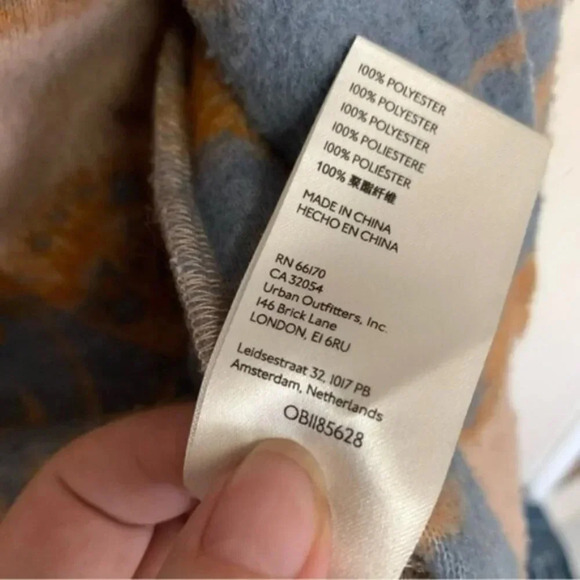 100% POLYESTER
100% POLYESTER
100% POLYESTER
100% POLIESTERE
100% POLIÉSTER
100% 聚酯纤维
MADE IN CHINA
HECHO EN CHINA
RN 66170
CA 32054
Urban Outfitters, Inc.
146 Brick Lane
LONDON, E1 6RU
Leidsestraat 32, 1017 PB
Amsterdam, Netherlands
OB1185628